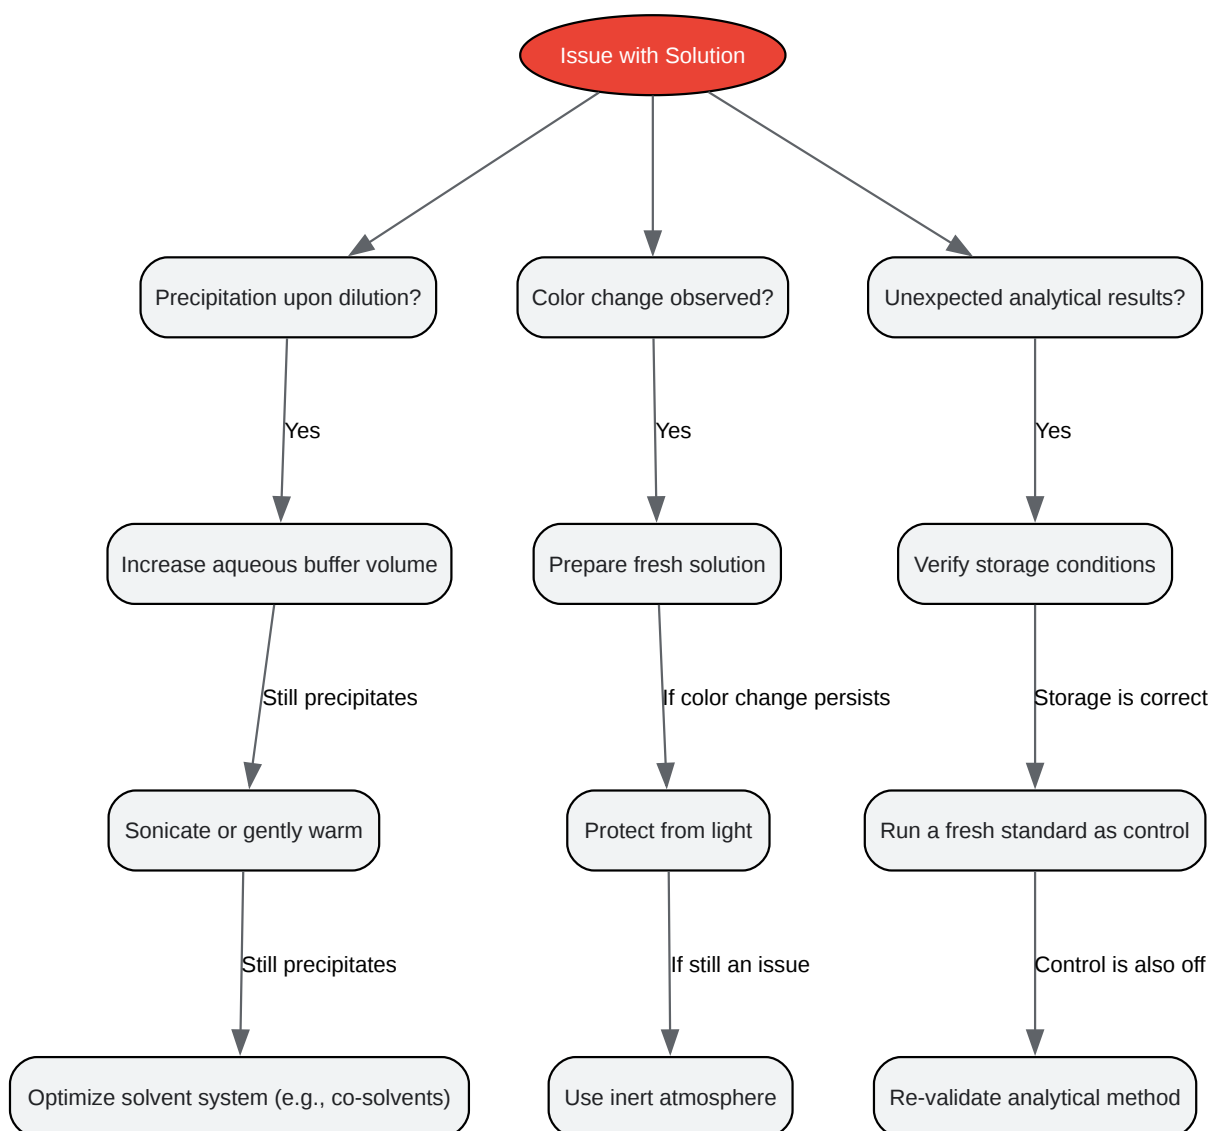 Issue with Solution
Precipitation upon dilution?
Color change observed?
Unexpected analytical results?
Yes
Yes
Yes
Increase aqueous buffer volume
Prepare fresh solution
Verify storage conditions
Still precipitates
If color change persists
Storage is correct
Sonicate or gently warm
Protect from light
Run a fresh standard as control
Still precipitates
If still an issue
Control is also off
Optimize solvent system (e.g., co-solvents)
Use inert atmosphere
Re-validate analytical method